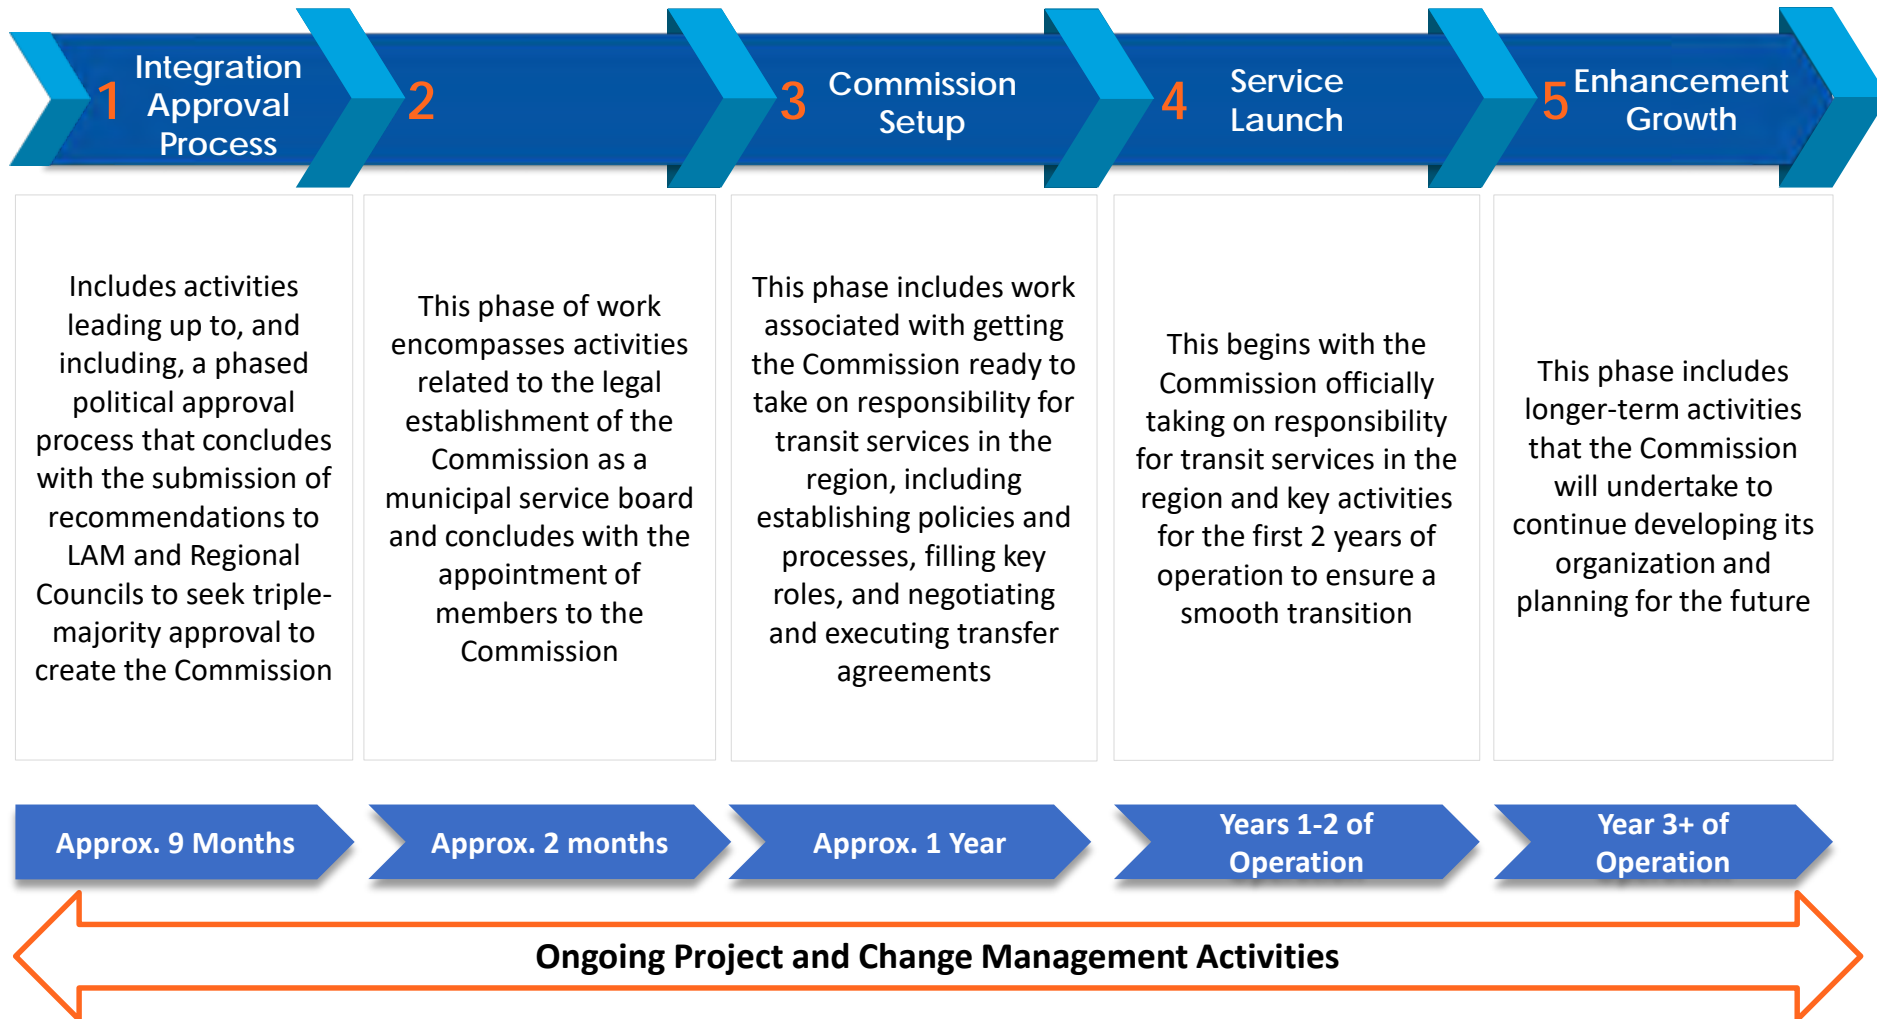 1
Integration
Approval
Process
2
3
Commission
Setup
4
Service
Launch
5
Enhancement
Growth
Includes activities
leading up to, and
including, a phased
political approval
process that concludes
with the submission of
recommendations to
LAM and Regional
Councils to seek triple-
majority approval to
create the Commission
This phase of work
encompasses activities
related to the legal
establishment of the
Commission as a
municipal service board
and concludes with the
appointment of
members to the
Commission
This phase includes work
associated with getting
the Commission ready to
take on responsibility for
transit services in the
region, including
establishing policies and
processes, filling key
roles, and negotiating
and executing transfer
agreements
This begins with the
Commission officially
taking on responsibility
for transit services in the
region and key activities
for the first 2 years of
operation to ensure a
smooth transition
This phase includes
longer-term activities
that the Commission
will undertake to
continue developing its
organization and
planning for the future
Approx. 9 Months
Approx. 2 months
Approx. 1 Year
Years 1-2 of
Operation
Year 3+ of
Operation
Ongoing Project and Change Management Activities